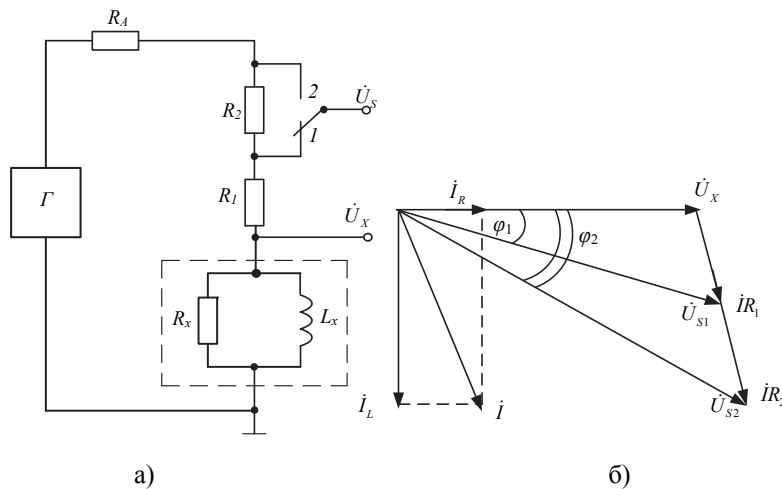 R_A
R_2
2
1
U̇_S
Г
R_1
U̇_X
R_x
L_x
İ_R
U̇_X
φ_1
φ_2
U̇_S1
İR_1
U̇_S2
İR_2
İ_L
İ
а)
б)